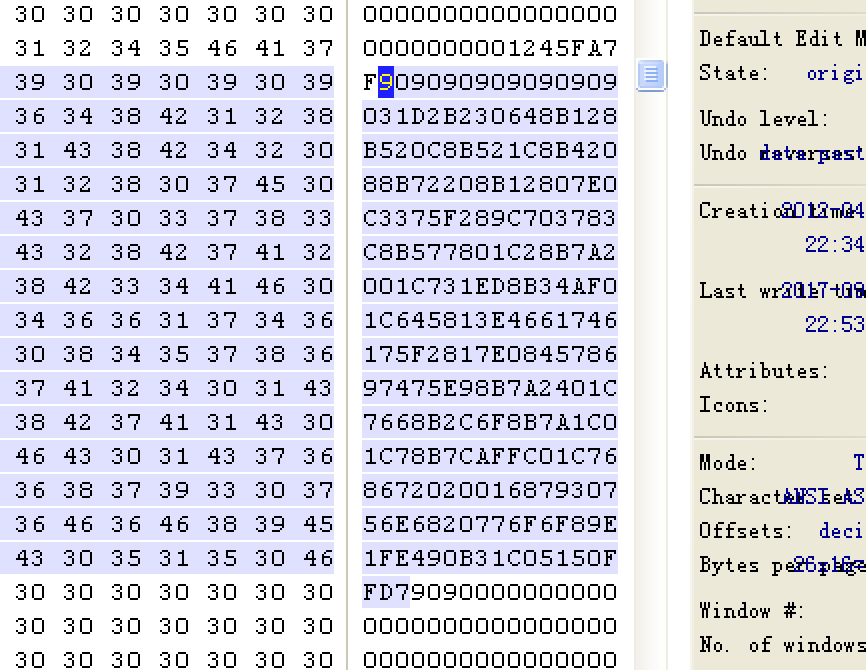 30 30 30 30 30 30 30 0000000000000000
31 32 34 35 46 41 37 0000000001245FA7
39 30 39 30 39 30 39 F909090909090909
36 34 38 42 31 32 38 031D2B230648B128
31 43 38 42 34 32 30 B520C8B521C8B420
31 32 38 30 37 45 30 88B72208B12807E0
43 37 30 33 37 38 33 C3375F289C703783
43 32 38 42 37 41 32 C8B577801C28B7A2
38 42 33 34 41 46 30 001C731ED8B34AF0
34 36 36 31 37 34 36 1C645813E4661746
30 38 34 35 37 38 36 175F2817E0845786
37 41 32 34 30 31 43 97475E98B7A2401C
38 42 37 41 31 43 30 7668B2C6F8B7A1C0
46 43 30 31 43 37 36 1C78B7CAFFC01C76
36 38 37 39 33 30 37 8672020016879307
36 46 36 46 38 39 45 56E6820776F6F89E
43 30 35 31 35 30 46 1FE490B31C05150F
30 30 30 30 30 30 30 FD79090000000000
30 30 30 30 30 30 30 0000000000000000
30 30 30 30 30 30 30 0000000000000000
Default Edit M
State: origi
Undo level:
Undo
Creation 2012-04
22:34
Last 2017-09
22:53
Attributes:
Icons:
Mode: T
Character set
Offsets: deci
Bytes per page
Window #:
No. of windows